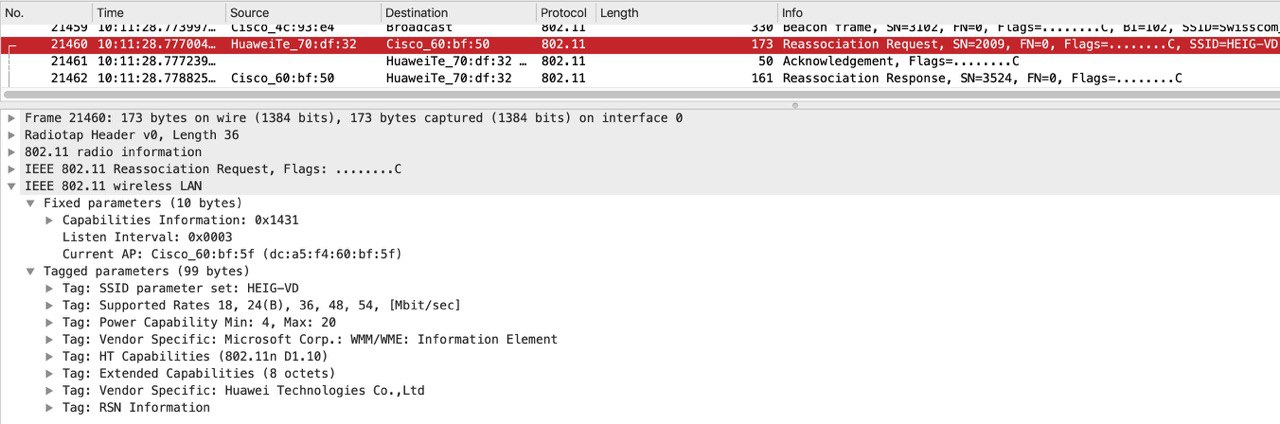 No. Time Source Destination Protocol Length Info
21459 10:11:28.773997… Cisco_4c:93:e4 Broadcast 802.11 330 Beacon frame, SN=3102, FN=0, Flags=........C, BI=102, SSID=Swisscom_
21460 10:11:28.777004… HuaweiTe_70:df:32 Cisco_60:bf:50 802.11 173 Reassociation Request, SN=2009, FN=0, Flags=........C, SSID=HEIG-VD
21461 10:11:28.777239… HuaweiTe_70:df:32 … 802.11 50 Acknowledgement, Flags=........C
21462 10:11:28.778825… Cisco_60:bf:50 HuaweiTe_70:df:32 802.11 161 Reassociation Response, SN=3524, FN=0, Flags=........C
Frame 21460: 173 bytes on wire (1384 bits), 173 bytes captured (1384 bits) on interface 0
Radiotap Header v0, Length 36
802.11 radio information
IEEE 802.11 Reassociation Request, Flags: ........C
IEEE 802.11 wireless LAN
Fixed parameters (10 bytes)
Capabilities Information: 0x1431
Listen Interval: 0x0003
Current AP: Cisco_60:bf:5f (dc:a5:f4:60:bf:5f)
Tagged parameters (99 bytes)
Tag: SSID parameter set: HEIG-VD
Tag: Supported Rates 18, 24(B), 36, 48, 54, [Mbit/sec]
Tag: Power Capability Min: 4, Max: 20
Tag: Vendor Specific: Microsoft Corp.: WMM/WME: Information Element
Tag: HT Capabilities (802.11n D1.10)
Tag: Extended Capabilities (8 octets)
Tag: Vendor Specific: Huawei Technologies Co.,Ltd
Tag: RSN Information